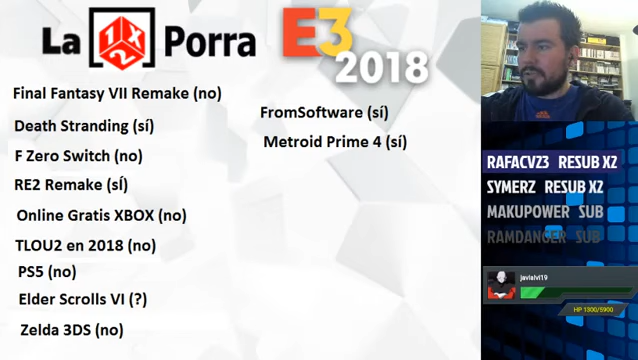 La 1X2 Porra E3 2018
Final Fantasy VII Remake (no)
Death Stranding (sí)
F Zero Switch (no)
RE2 Remake (sÍ)
Online Gratis XBOX (no)
TLOU2 en 2018 (no)
PS5 (no)
Elder Scrolls VI (?)
Zelda 3DS (no)
FromSoftware (sí)
Metroid Prime 4 (sí)
RAFACVZ3 RESUB X2
SYMERZ RESUB X2
MAKUPOWER SUB
RAMDANGER SUB
javialvi19
HP 1300/5900